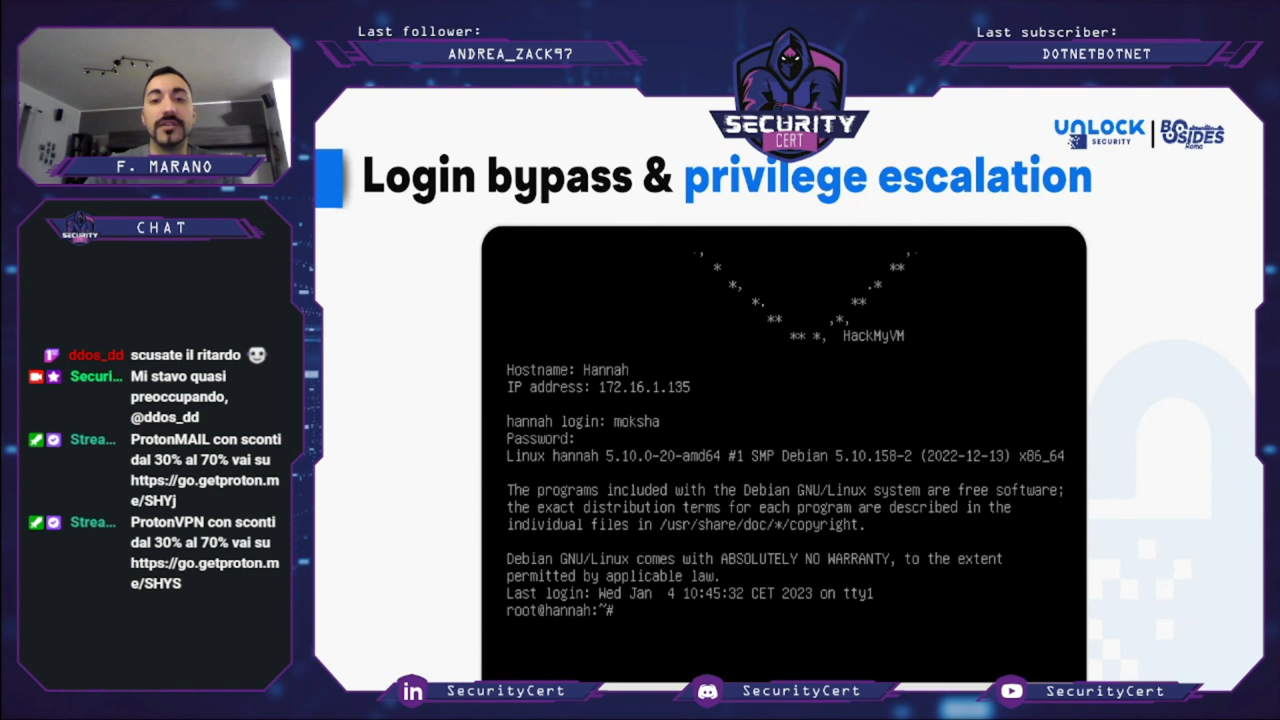 Last follower:
ANDREA_ZACK97
Last subscriber:
DOTNETBOTNET
SECURITY
CERT
UNLOCK
SECURITY
BSIDES
Roma
F. MARANO
Login bypass & privilege escalation
SECURITY
CHAT
ddos_dd scusate il ritardo
Securi... Mi stavo quasi
preoccupando,
@ddos_dd
Strea... ProtonMAIL con sconti
dal 30% al 70% vai su
https://go.getproton.m
e/SHYj
Strea... ProtonVPN con sconti
dal 30% al 70% vai su
https://go.getproton.m
e/SHYS
HackMyVM
Hostname: Hannah
IP address: 172.16.1.135
hannah login: moksha
Password:
Linux hannah 5.10.0-20-amd64 #1 SMP Debian 5.10.158-2 (2022-12-13) x86_64
The programs included with the Debian GNU/Linux system are free software;
the exact distribution terms for each program are described in the
individual files in /usr/share/doc/*/copyright.
Debian GNU/Linux comes with ABSOLUTELY NO WARRANTY, to the extent
permitted by applicable law.
Last login: Wed Jan  4 10:45:32 CET 2023 on tty1
root@hannah:~#
in SecurityCert
SecurityCert
SecurityCert